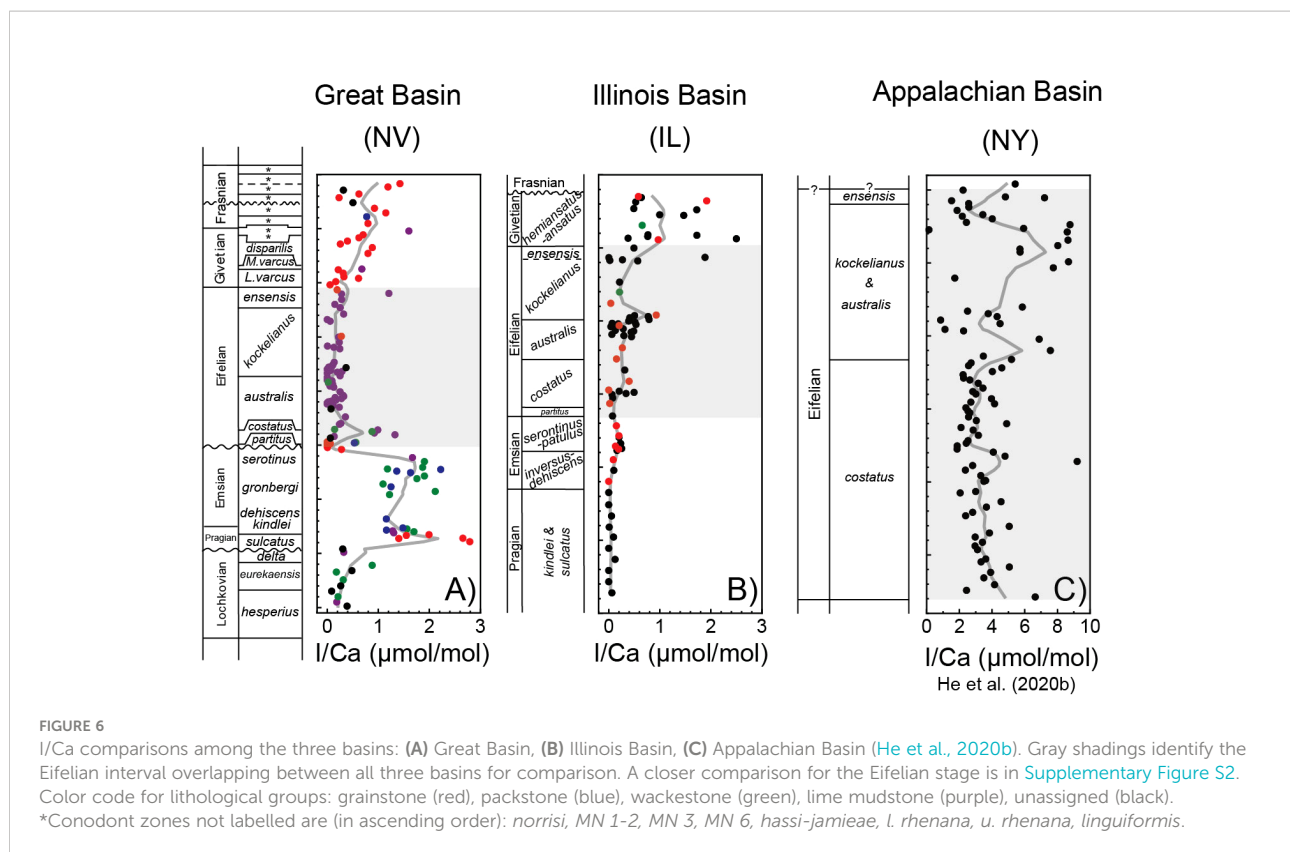 Great Basin
(NV)
Illinois Basin
(IL)
Appalachian Basin
(NY)
Frasnian
*
*
*
*
*
*
*
Givetian
disparilis
M.varcus
L.varcus
Eifelian
ensensis
kockelianus
australis
costatus
partitus
Emsian
serotinus
gronbergi
dehiscens
kindlei
Pragian
sulcatus
Lochkovian
delta
eurekaensis
hesperius
A)
0 1 2 3
I/Ca (µmol/mol)
Frasnian
Givetian
hemiansatus
-ansatus
Eifelian
ensensis
kockelianus
australis
costatus
partitus
Emsian
serontinus
-patulus
inversus-
dehiscens
Pragian
kindlei &
sulcatus
B)
0 1 2 3
I/Ca (µmol/mol)
? ?
Eifelian
ensensis
kockelianus
&
australis
costatus
C)
0 2 4 6 8 10
I/Ca (µmol/mol)
He et al. (2020b)
FIGURE 6
I/Ca comparisons among the three basins: (A) Great Basin, (B) Illinois Basin, (C) Appalachian Basin (He et al., 2020b). Gray shadings identify the
Eifelian interval overlapping between all three basins for comparison. A closer comparison for the Eifelian stage is in Supplementary Figure S2.
Color code for lithological groups: grainstone (red), packstone (blue), wackestone (green), lime mudstone (purple), unassigned (black).
*Conodont zones not labelled are (in ascending order): norrisi, MN 1-2, MN 3, MN 6, hassi-jamieae, l. rhenana, u. rhenana, linguiformis.